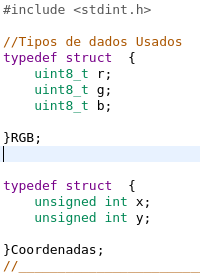 #include <stdint.h>
//Tipos de dados Usados
typedef struct  {
    uint8_t r;
    uint8_t g;
    uint8_t b;
}RGB;
typedef struct  {
    unsigned int x;
    unsigned int y;
}Coordenadas;
//_______________________